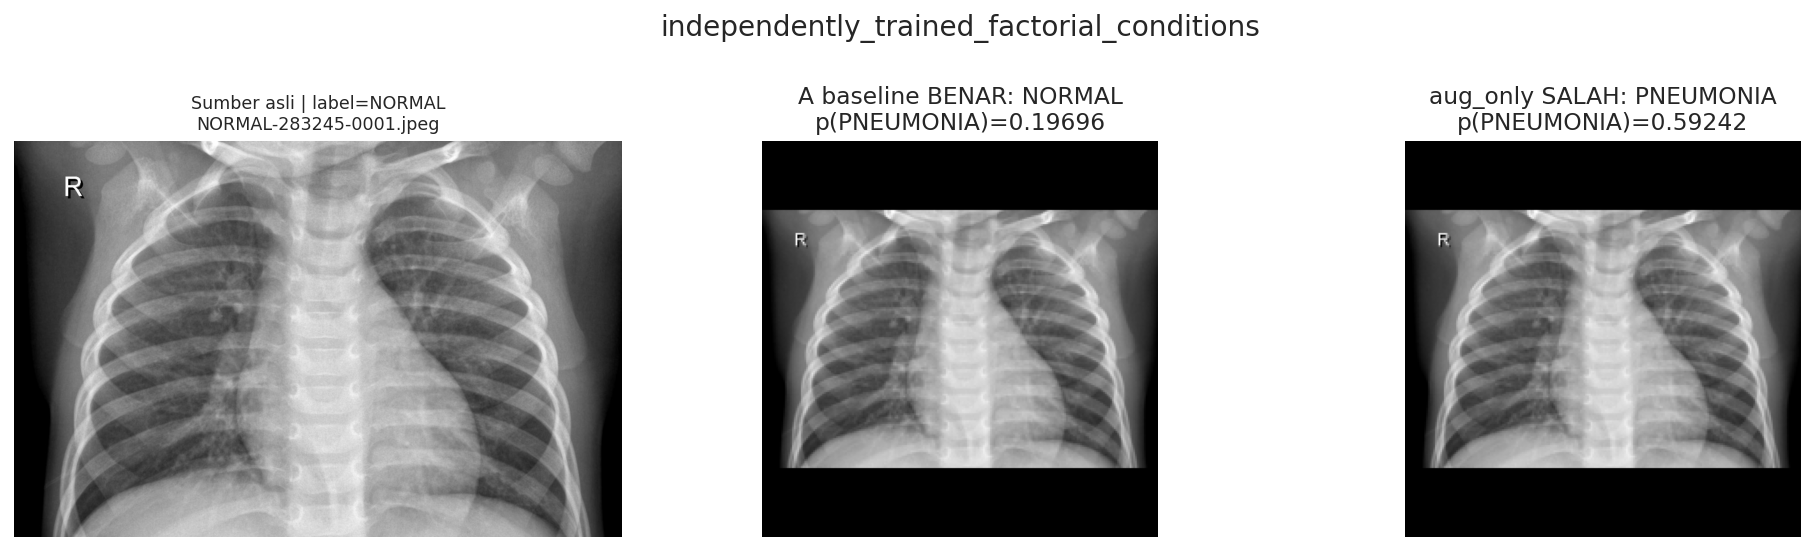 independently_trained_factorial_conditions
Sumber asli | label=NORMAL
NORMAL-283245-0001.jpeg
A baseline BENAR: NORMAL
p(PNEUMONIA)=0.19696
aug_only SALAH: PNEUMONIA
p(PNEUMONIA)=0.59242
R
R
R